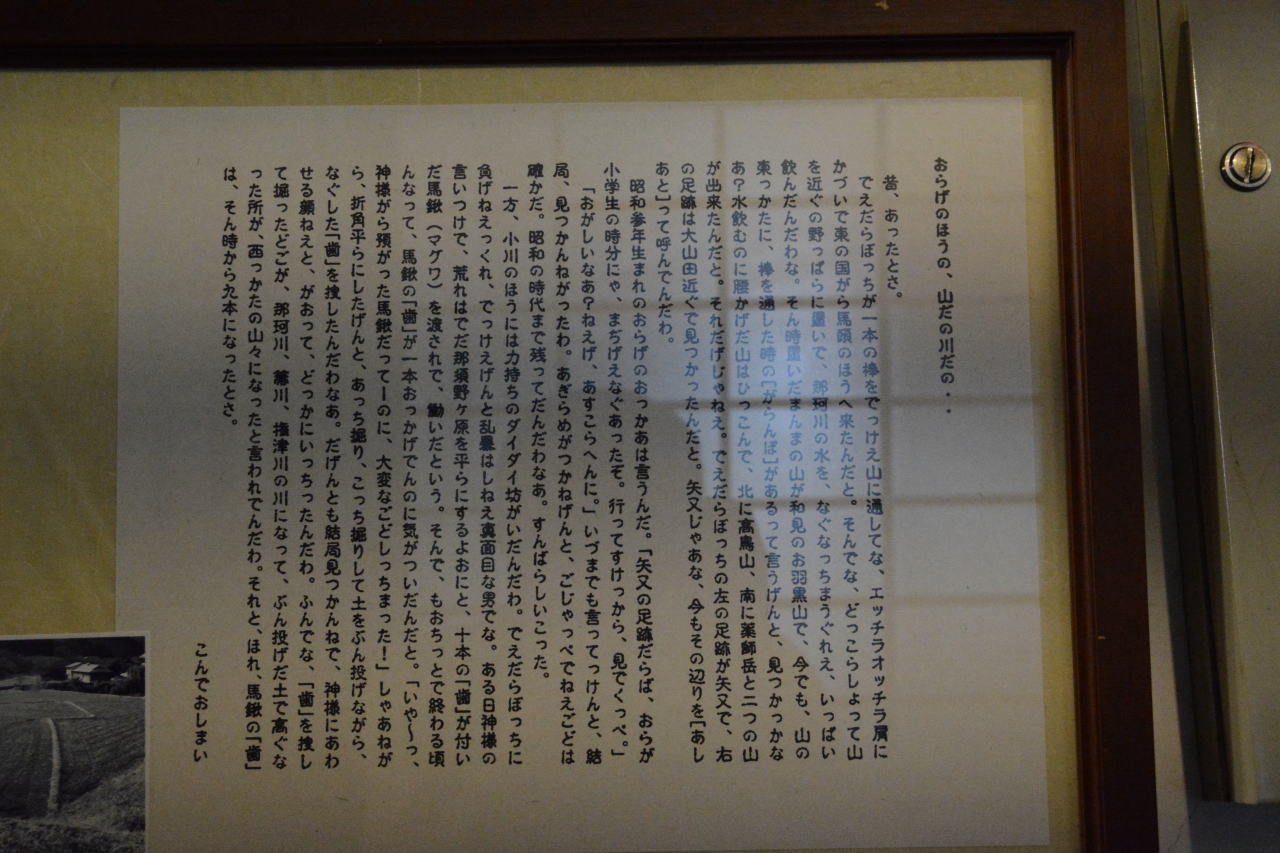 おらげのほうの、山だの川だの・・
昔、あったとさ。
でえだらぼっちが一本の棒をでっけえ山に通してな、エッチラオッチラ肩に
かづいで東の国がら馬頭のほうへ来たんだと。そんでな、どっこらしょって山
を近ぐの野っぱらに置いで、那珂川の水を、なぐなっちまうぐれえ、いっぱい
飲んだんだわな。そん時置いだまんまの山が和見のお羽黒山で、今でも、山の
東っかたに、棒を通した時の［がらんぼ］があるって言うげんと、見つかっかな
あ？水飲むのに腰かげだ山はひっこんで、北に高鳥山、南に薬師岳と二つの山
が出来たんだと。それだげじゃねえ。でえだらぼっちの左の足跡が矢又で、右
の足跡は大山田近ぐで見つかったんだと。矢又じゃあな、今もその辺りを［あし
あと］って呼んでんだわ。
昭和参年生まれのおらげのおっかあは言うんだ。「矢又の足跡だらば、おらが
小学生の時分にゃ、まぢげえなぐあったぞ。行ってすけっから、見でくっぺ。」
「おがしいなあ？ねえげ、あすこらへんに。」いづまでも言ってっけんと、結
局、見つかんねがったわ。あぎらめがつかねげんと、ごじゃっぺでねえごどは
確かだ。昭和の時代まで残ってだんだわなあ。すんばらしいこった。
一方、小川のほうには力持ちのダイダイ坊がいだんだわ。でえだらぼっちに
負げねえっくれ、でっけえげんと乱暴はしねえ真面目な男でな。ある日神様の
言いつけで、荒れはでだ那須野ヶ原を平らにするよおにと、十本の「歯」が付い
だ馬鍬（マグワ）を渡されで、働いだという。そんで、もおちっとで終わる頃
んなって、馬鍬の「歯」が一本おっかげでんのに気がついだんだと。「いや～っ、
神様がら預がった馬鍬だってーのに、大変なごどしっちまった！」しゃあねが
ら、折角平らにしたげんと、あっち掘り、こっち掘りして土をぶん投げながら、
なぐした「歯」を捜したんだわなあ。だげんとも結局見つかんねで、神様にあわ
せる顔ねえと、がおって、どっかにいっちったんだわ。ふんでな、「歯」を捜し
て掘ったどごが、那珂川、箒川、権津川の川になって、ぶん投げだ土で高ぐな
った所が、西っかたの山々になったと言われでんだわ。それと、ほれ、馬鍬の「歯」
は、そん時から九本になったとさ。
こんでおしまい